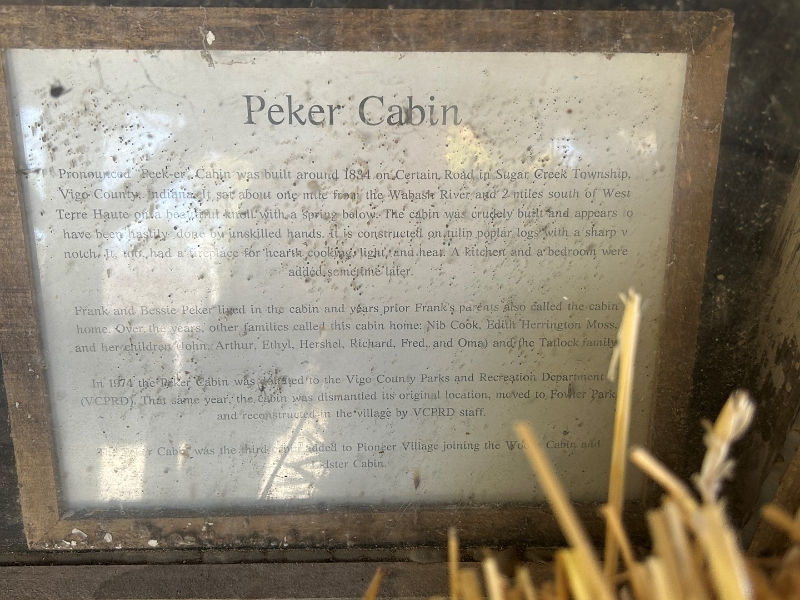 Peker Cabin
Pronounced "Peek-er". Cabin was built around 1834 on Certain Road in Sugar Creek Township,
Vigo County, Indiana. It sat about one mile from the Wabash River and 2 miles south of West
Terre Haute on a beautiful knoll with a spring below. The cabin was crudely built and appears to
have been hastily done by unskilled hands. It is constructed on tulip poplar logs with a sharp v
notch. It had a fireplace for hearth cooking, light, and heat. A kitchen and a bedroom were
added sometime later.
Frank and Bessie Peker lived in the cabin and years prior Frank's parents also called the cabin
home. Over the years, other families called this cabin home: Nib Cook, Edith Herrington Moss,
and her children (John, Arthur, Ethyl, Hershel, Richard, Fred, and Oma) and the Tatlock family.
In 1974 the Peker Cabin was donated to the Vigo County Parks and Recreation Department
(VCPRD). That same year, the cabin was dismantled its original location, moved to Fowler Park,
and reconstructed in the village by VCPRD staff.
The Peker Cabin was the third cabin added to Pioneer Village joining the Wood Cabin and
Cabin.